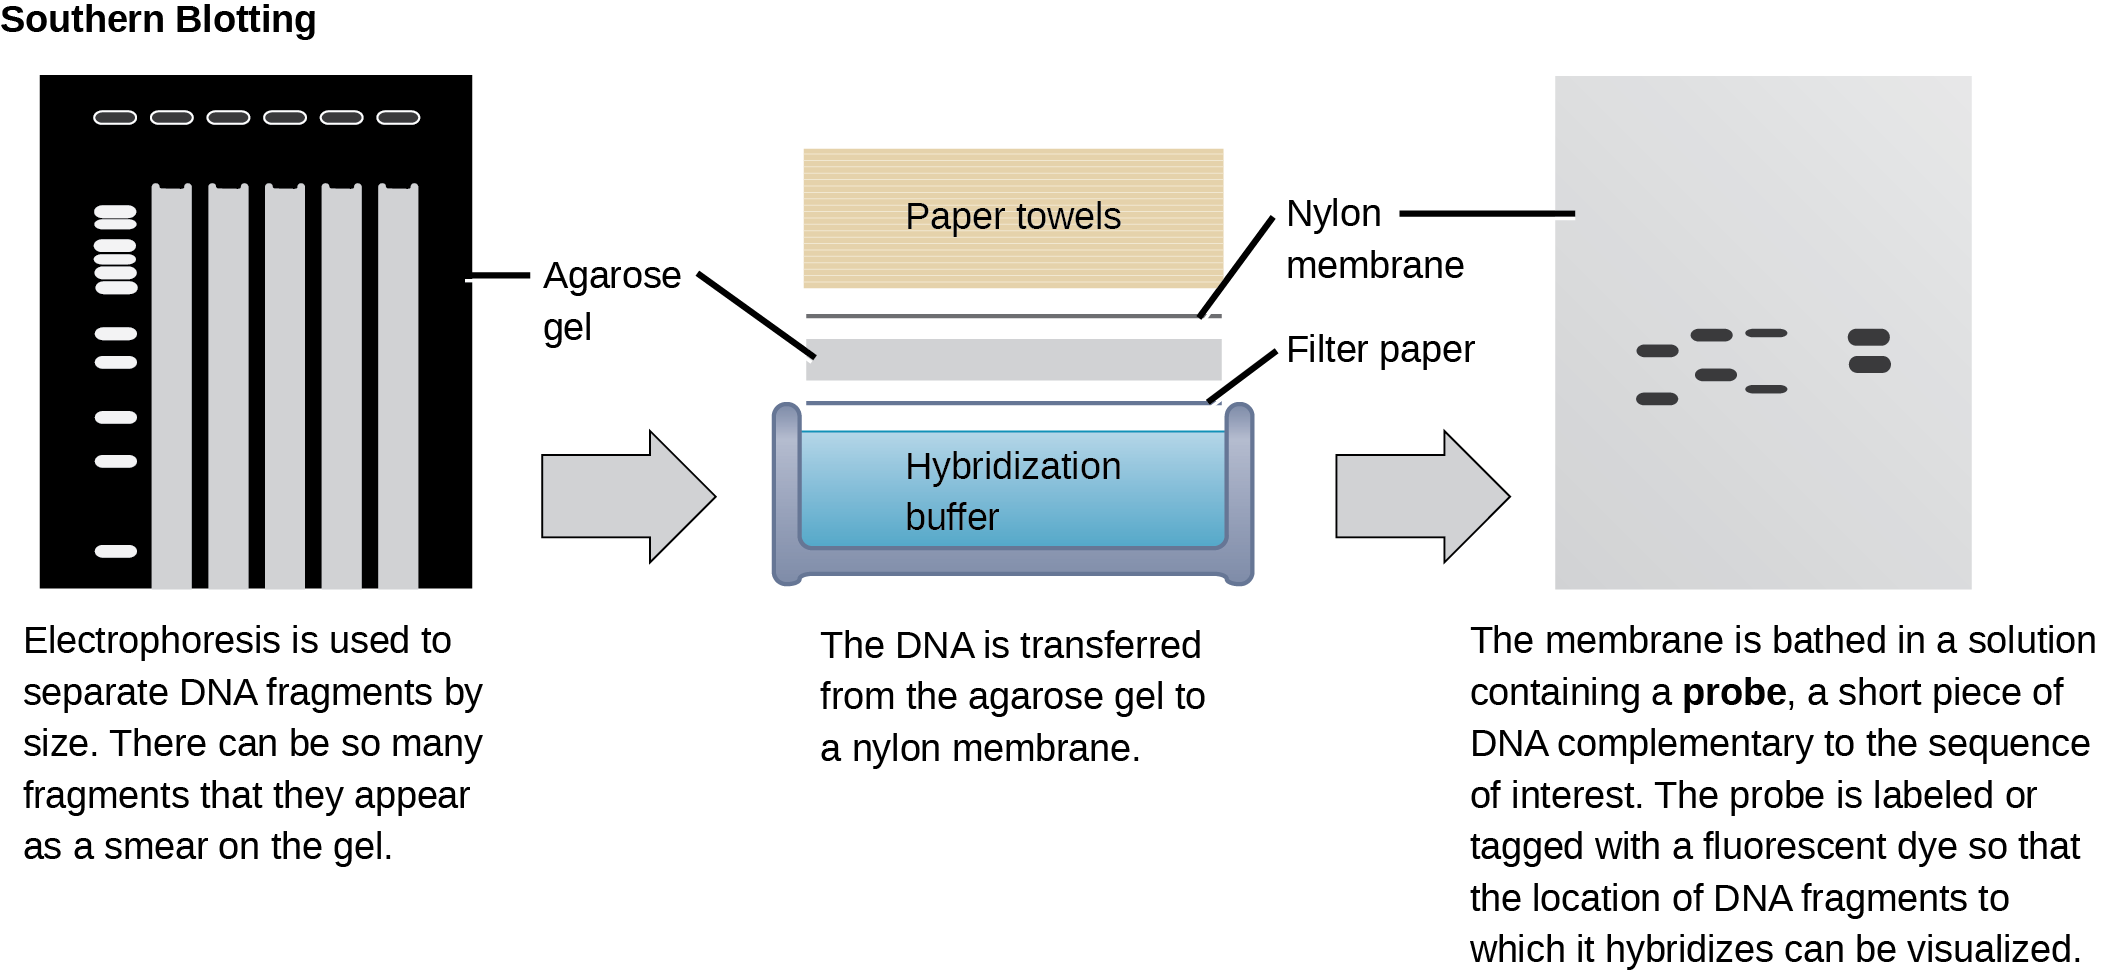 Southern Blotting
Agarose
gel
Paper towels
Nylon
membrane
Filter paper
Hybridization
buffer
Electrophoresis is used to
separate DNA fragments by
size. There can be so many
fragments that they appear
as a smear on the gel.
The DNA is transferred
from the agarose gel to
a nylon membrane.
The membrane is bathed in a solution
containing a probe, a short piece of
DNA complementary to the sequence
of interest. The probe is labeled or
tagged with a fluorescent dye so that
the location of DNA fragments to
which it hybridizes can be visualized.